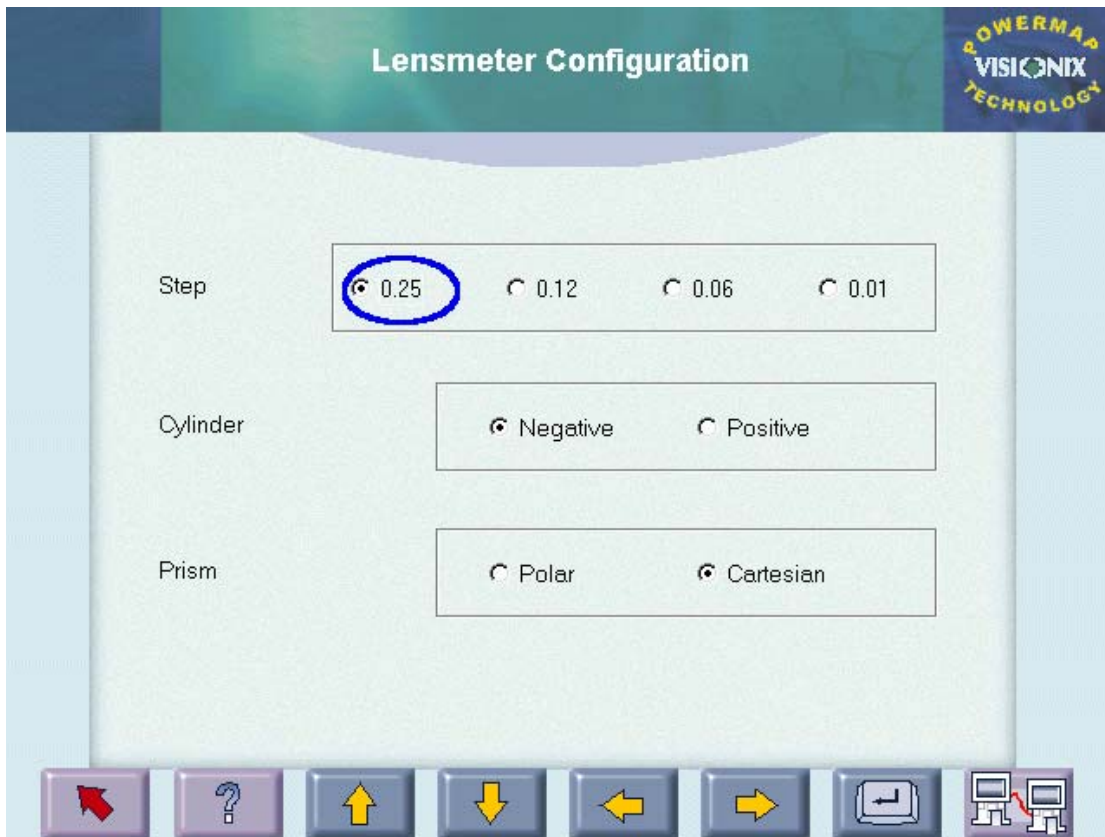 Lensmeter Configuration
POWERMAP
VISIONIX
TECHNOLOGY
Step
0.25 0.12 0.06 0.01
Cylinder
Negative Positive
Prism
Polar Cartesian
?